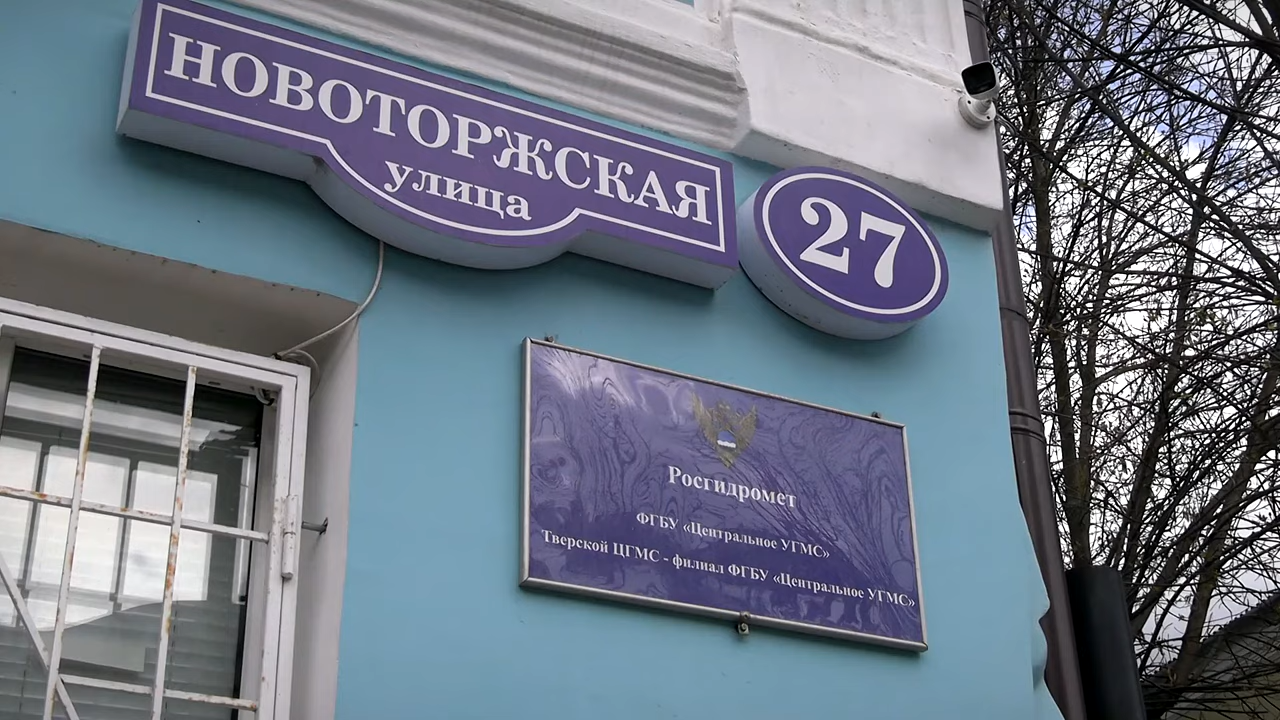 НОВОТОРЖСКАЯ
улица
27
Росгидромет
ФГБУ «Центральное УГМС»
Тверской ЦГМС - филиал ФГБУ «Центральное УГМС»